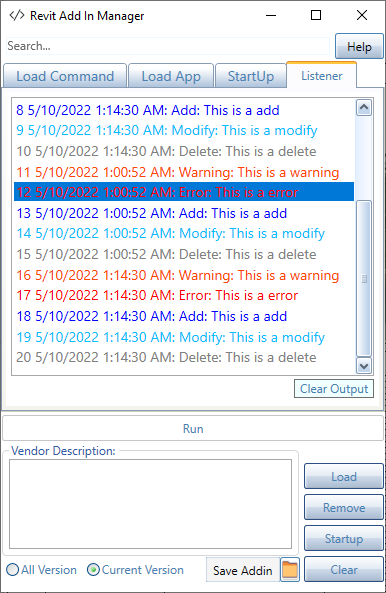 Revit Add In Manager
Search...
Help
Load Command
Load App
StartUp
Listener
8 5/10/2022 1:14:30 AM: Add: This is a add
9 5/10/2022 1:14:30 AM: Modify: This is a modify
10 5/10/2022 1:14:30 AM: Delete: This is a delete
11 5/10/2022 1:00:52 AM: Warning: This is a warning
12 5/10/2022 1:00:52 AM: Error: This is a error
13 5/10/2022 1:00:52 AM: Add: This is a add
14 5/10/2022 1:00:52 AM: Modify: This is a modify
15 5/10/2022 1:00:52 AM: Delete: This is a delete
16 5/10/2022 1:14:30 AM: Warning: This is a warning
17 5/10/2022 1:14:30 AM: Error: This is a error
18 5/10/2022 1:14:30 AM: Add: This is a add
19 5/10/2022 1:14:30 AM: Modify: This is a modify
20 5/10/2022 1:14:30 AM: Delete: This is a delete
Clear Output
Run
Vendor Description:
Load
Remove
Startup
All Version
Current Version
Save Addin
Clear